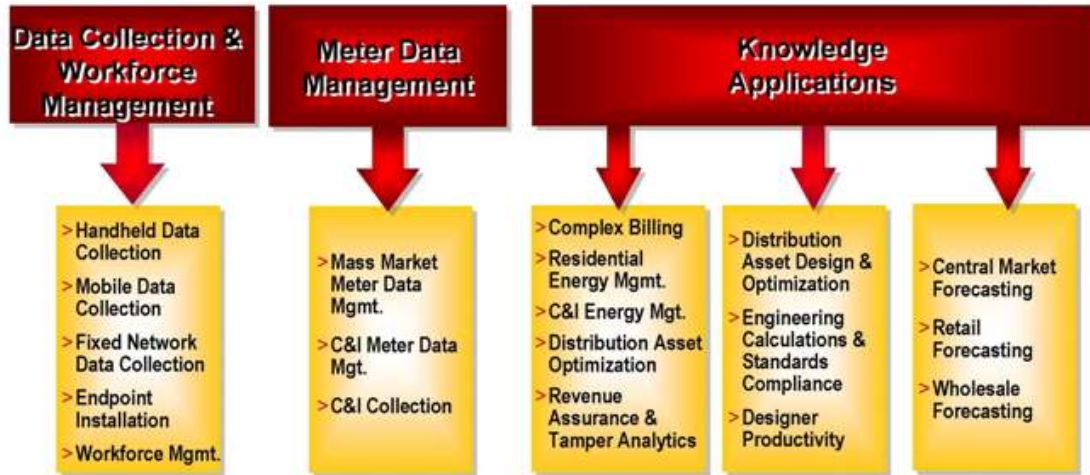 Data Collection &
Workforce
Management
Meter Data
Management
Knowledge
Applications
> Handheld Data
Collection
> Mobile Data
Collection
> Fixed Network
Data Collection
> Endpoint
Installation
> Workforce Mgmt.
> Mass Market
Meter Data
Mgmt.
> C&I Meter Data
Mgt.
> C&I Collection
> Complex Billing
> Residential
Energy Mgmt.
> C&I Energy Mgt.
> Distribution Asset
Optimization
> Revenue
Assurance &
Tamper Analytics
> Distribution
Asset Design &
Optimization
> Engineering
Calculations &
Standards
Compliance
> Designer
Productivity
> Central Market
Forecasting
> Retail
Forecasting
> Wholesale
Forecasting